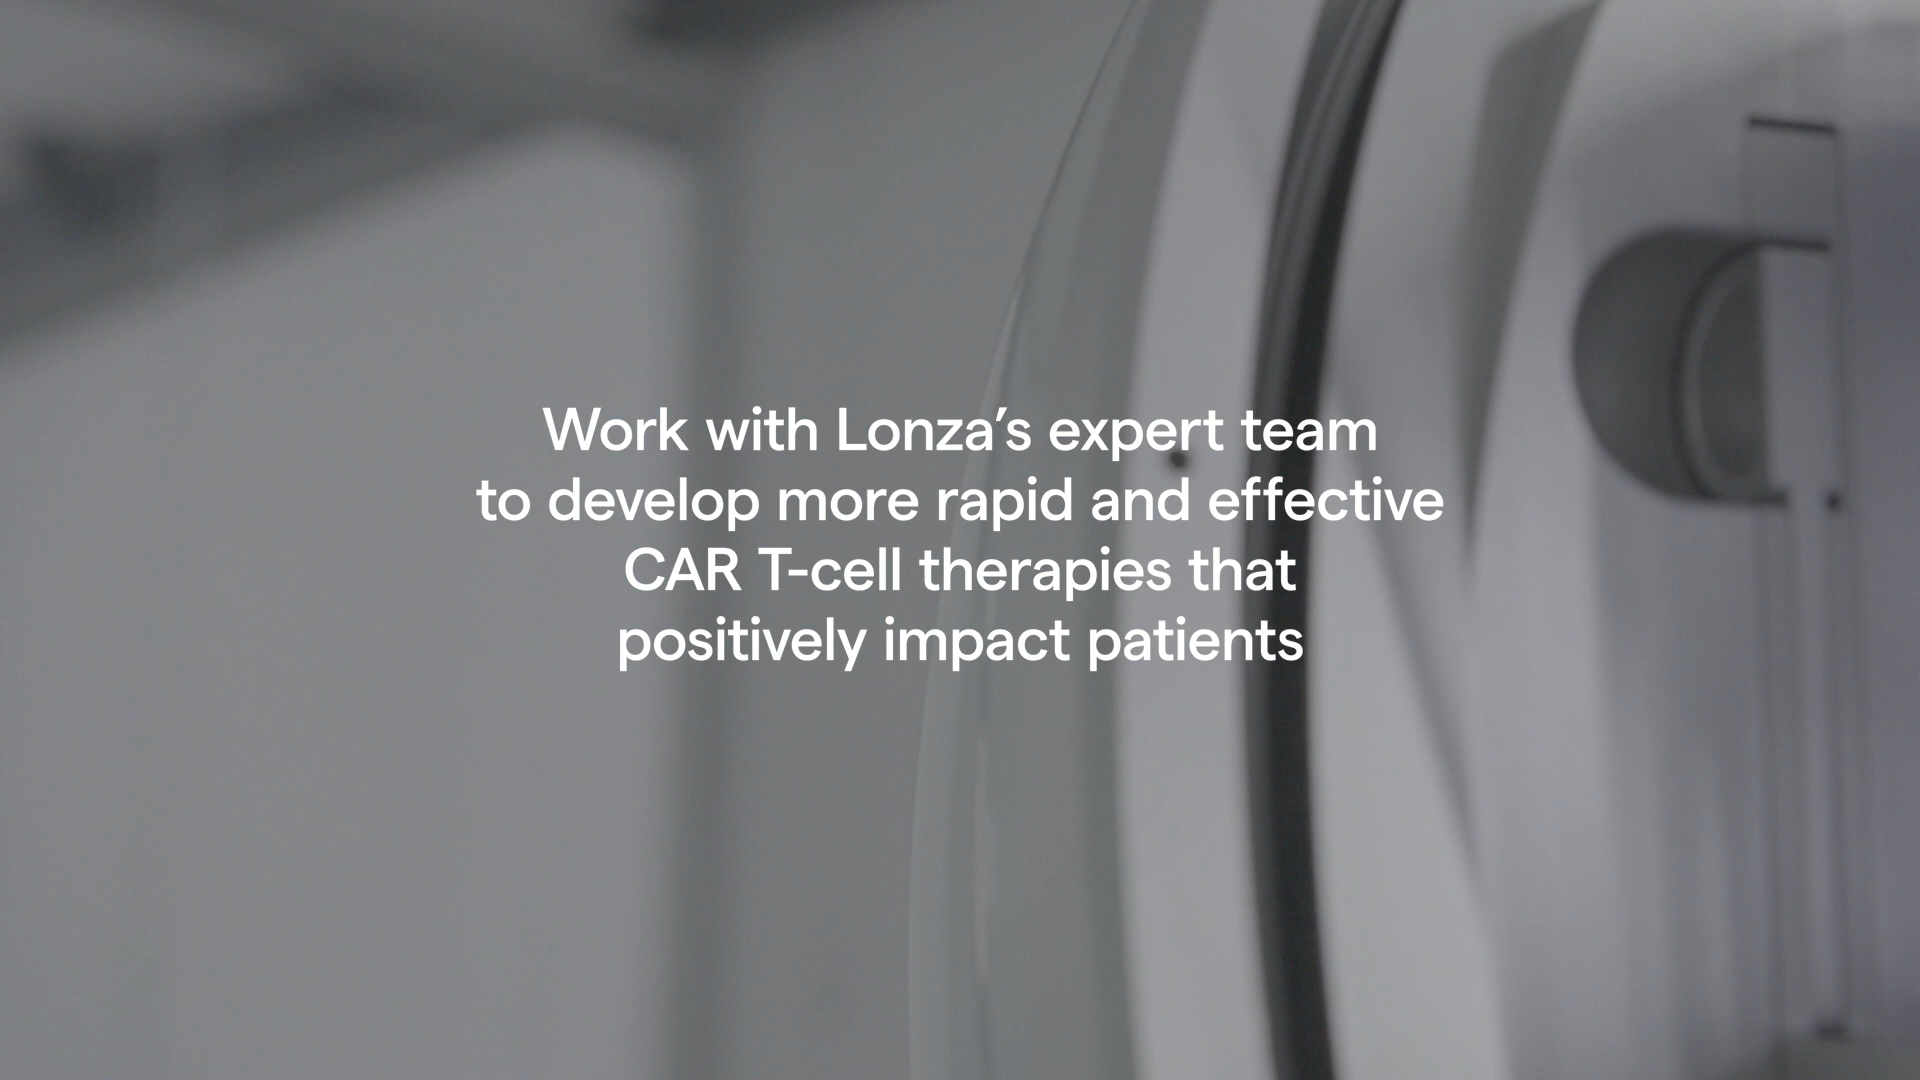 Work with Lonza’s expert team
to develop more rapid and effective
CAR T-cell therapies that
positively impact patients